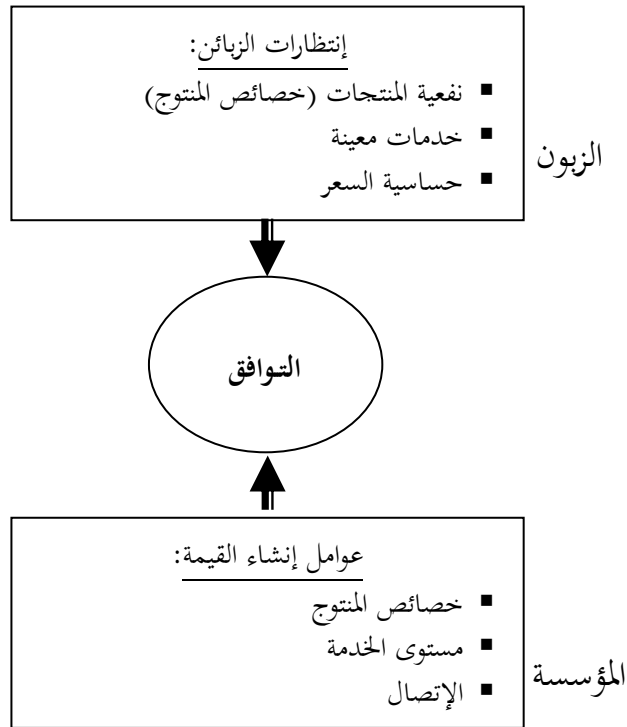 إنتظارات الزبائن:
▪ نفعية المنتجات (خصائص المنتوج)
▪ خدمات معينة
▪ حساسية السعر
الزبون
التوافق
عوامل إنشاء القيمة:
▪ خصائص المنتوج
▪ مستوى الخدمة
▪ الإتصال
المؤسسة